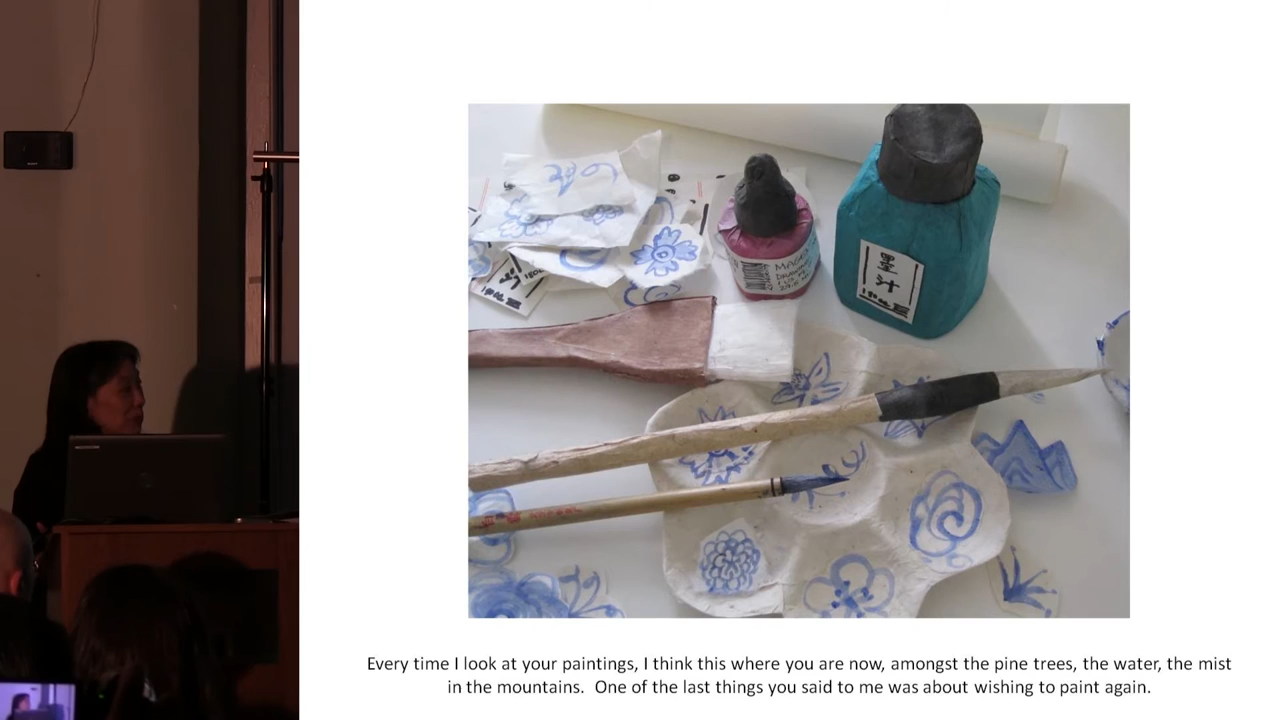 墨
汁
Every time I look at your paintings, I think this where you are now, amongst the pine trees, the water, the mist
in the mountains.  One of the last things you said to me was about wishing to paint again.